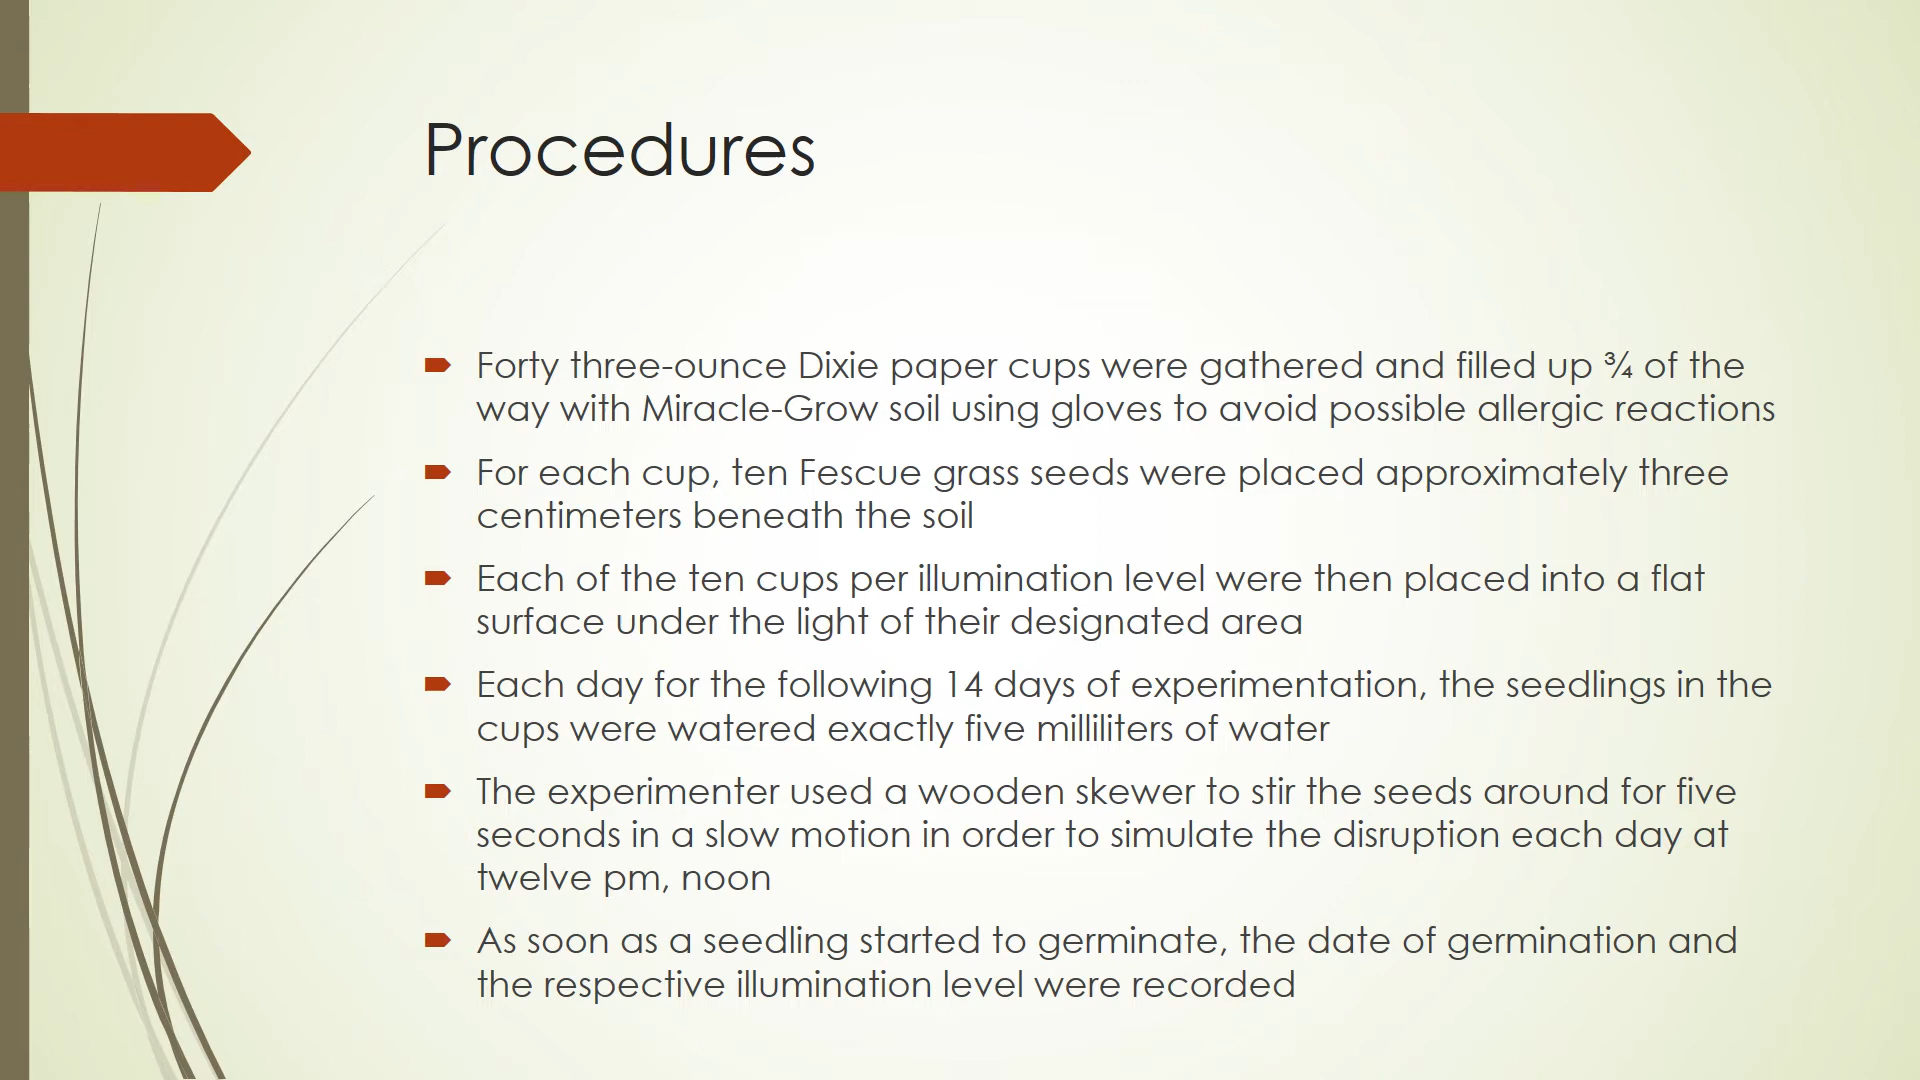 Procedures
Forty three-ounce Dixie paper cups were gathered and filled up ¾ of the
way with Miracle-Grow soil using gloves to avoid possible allergic reactions
For each cup, ten Fescue grass seeds were placed approximately three
centimeters beneath the soil
Each of the ten cups per illumination level were then placed into a flat
surface under the light of their designated area
Each day for the following 14 days of experimentation, the seedlings in the
cups were watered exactly five milliliters of water
The experimenter used a wooden skewer to stir the seeds around for five
seconds in a slow motion in order to simulate the disruption each day at
twelve pm, noon
As soon as a seedling started to germinate, the date of germination and
the respective illumination level were recorded